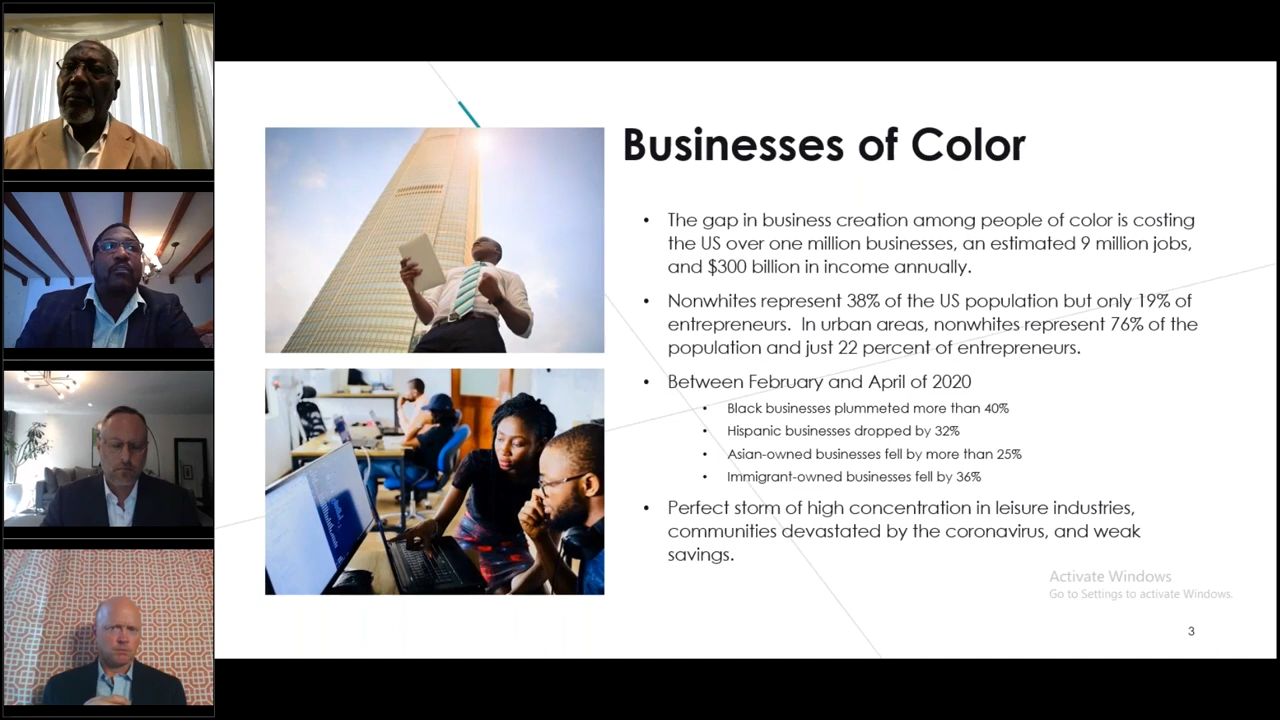 Businesses of Color
• The gap in business creation among people of color is costing
the US over one million businesses, an estimated 9 million jobs,
and $300 billion in income annually.
• Nonwhites represent 38% of the US population but only 19% of
entrepreneurs.  In urban areas, nonwhites represent 76% of the
population and just 22 percent of entrepreneurs.
• Between February and April of 2020
• Black businesses plummeted more than 40%
• Hispanic businesses dropped by 32%
• Asian-owned businesses fell by more than 25%
• Immigrant-owned businesses fell by 36%
• Perfect storm of high concentration in leisure industries,
communities devastated by the coronavirus, and weak
savings.
Activate Windows
Go to Settings to activate Windows.
3